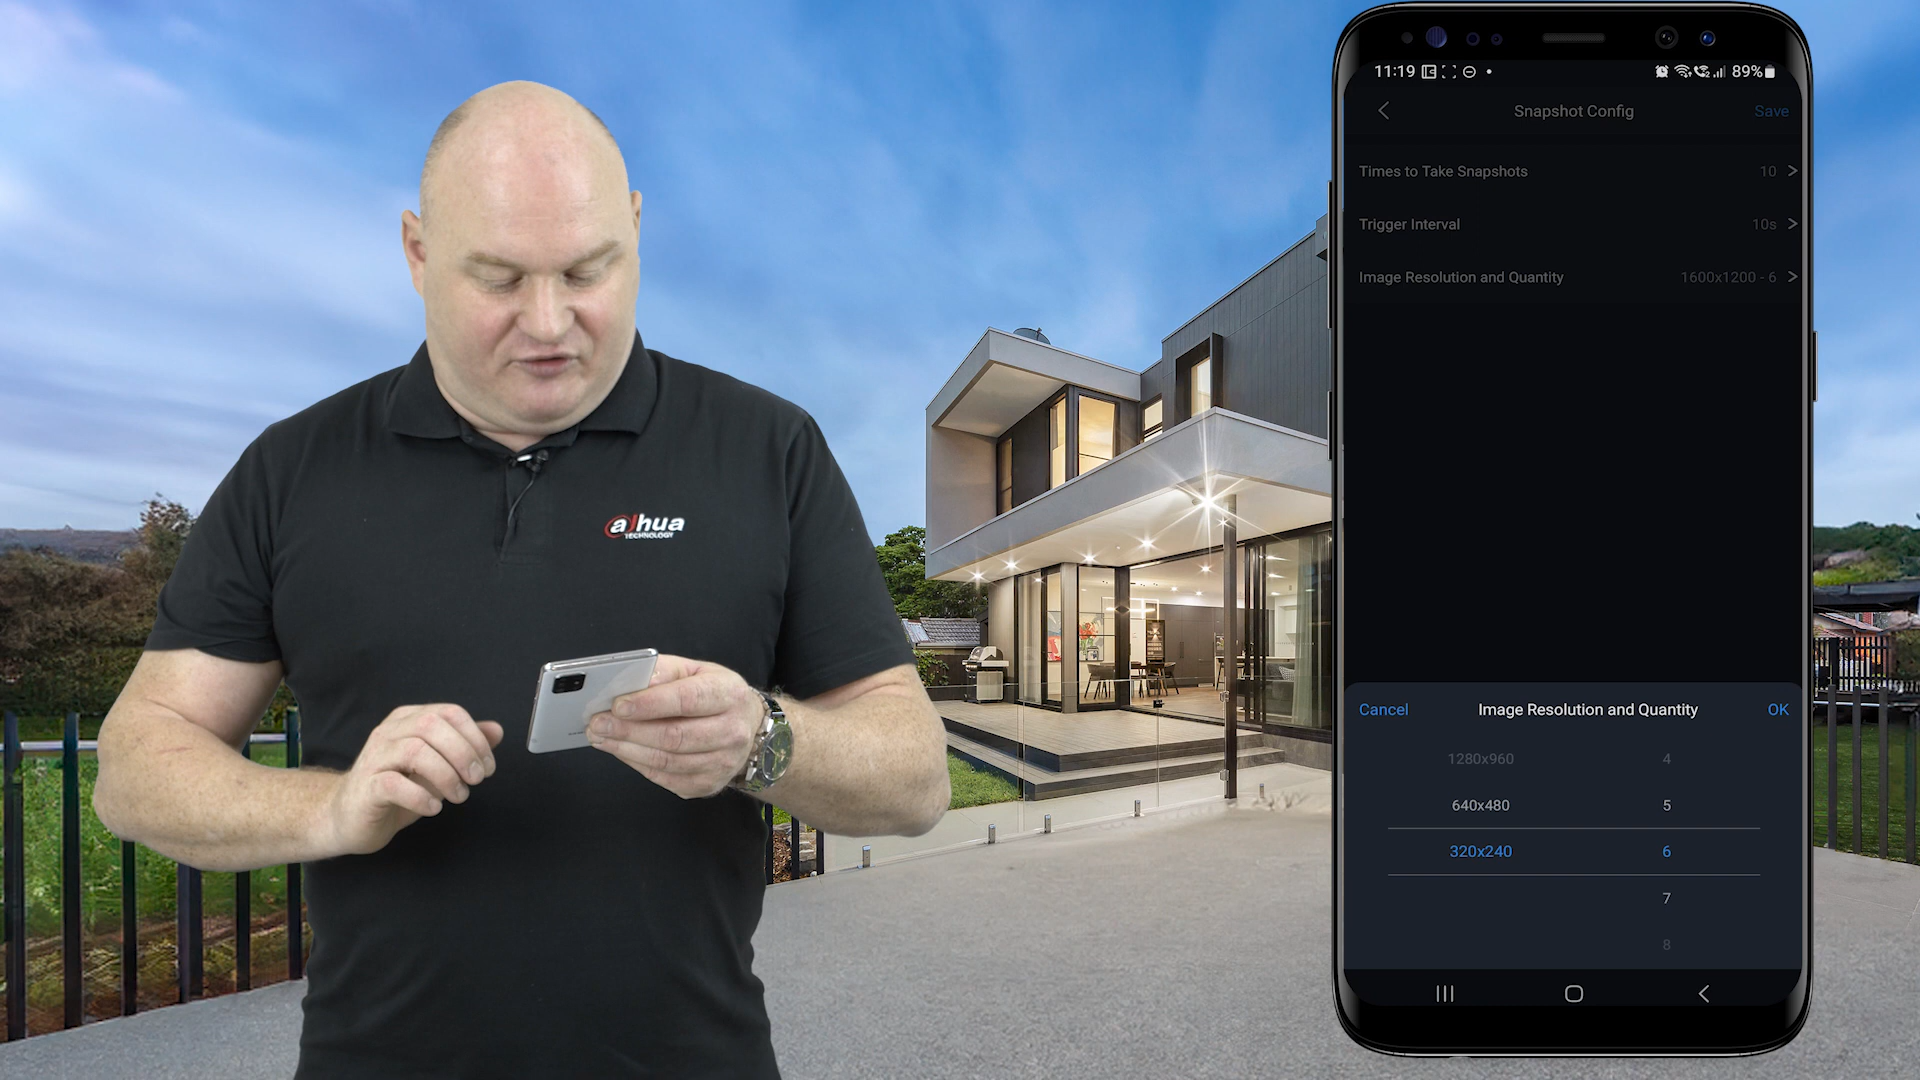 alhua
TECHNOLOGY
11:19
89%
Snapshot Config
Save
Times to Take Snapshots
10
Trigger Interval
10s
Image Resolution and Quantity
1600x1200 - 6
Cancel
Image Resolution and Quantity
OK
1280x960
4
640x480
5
320x240
6
7
8